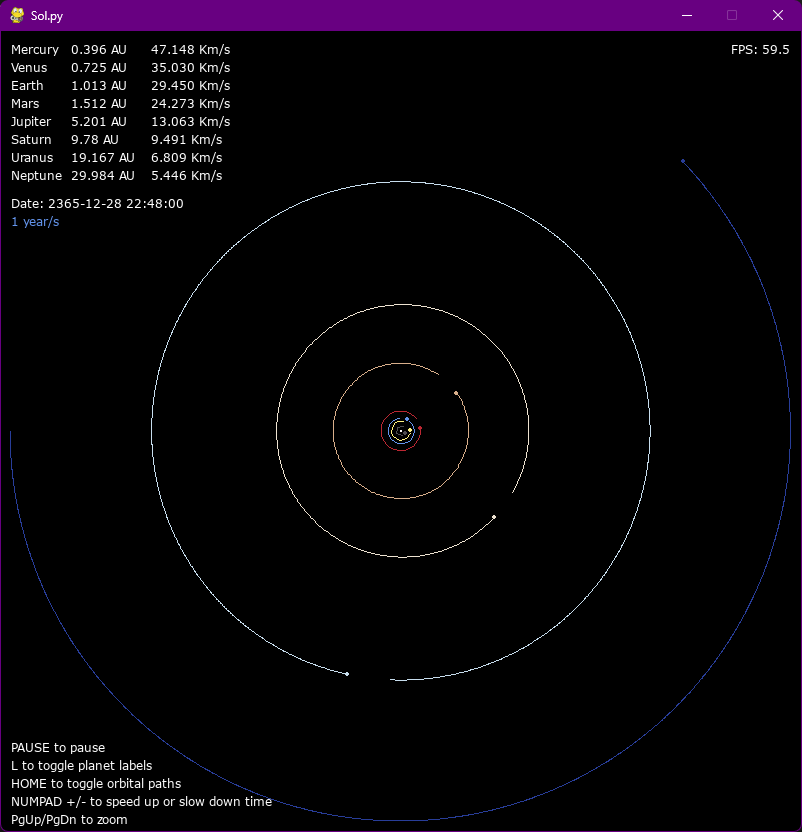 Sol.py
Mercury 0.396 AU 47.148 Km/s
FPS: 59.5
Venus 0.725 AU 35.030 Km/s
Earth 1.013 AU 29.450 Km/s
Mars 1.512 AU 24.273 Km/s
Jupiter 5.201 AU 13.063 Km/s
Saturn 9.78 AU 9.491 Km/s
Uranus 19.167 AU 6.809 Km/s
Neptune 29.984 AU 5.446 Km/s
Date: 2365-12-28 22:48:00
1 year/s
PAUSE to pause
L to toggle planet labels
HOME to toggle orbital paths
NUMPAD +/- to speed up or slow down time
PgUp/PgDn to zoom